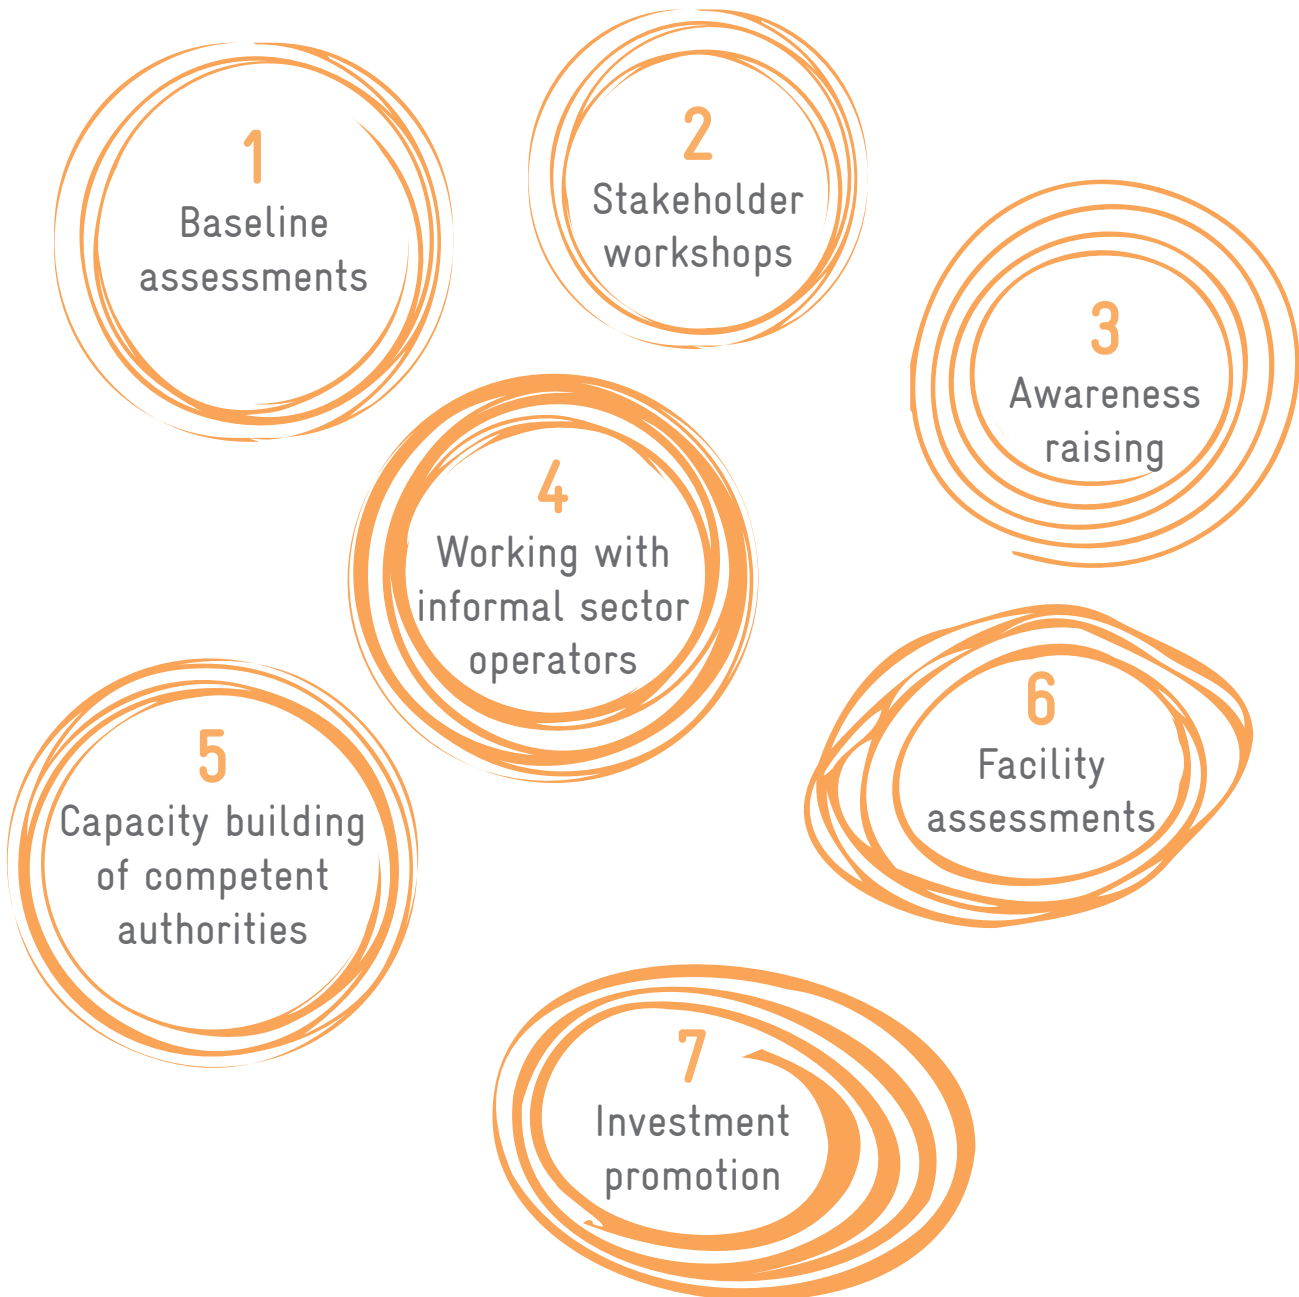 1
Baseline
assessments
2
Stakeholder
workshops
3
Awareness
raising
4
Working with
informal sector
operators
5
Capacity building
of competent
authorities
6
Facility
assessments
7
Investment
promotion